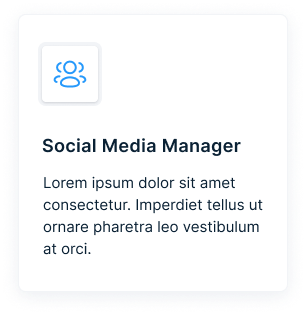 Social Media Manager
Lorem ipsum dolor sit amet
consectetur. Imperdiet tellus ut
ornare pharetra leo vestibulum
at orci.